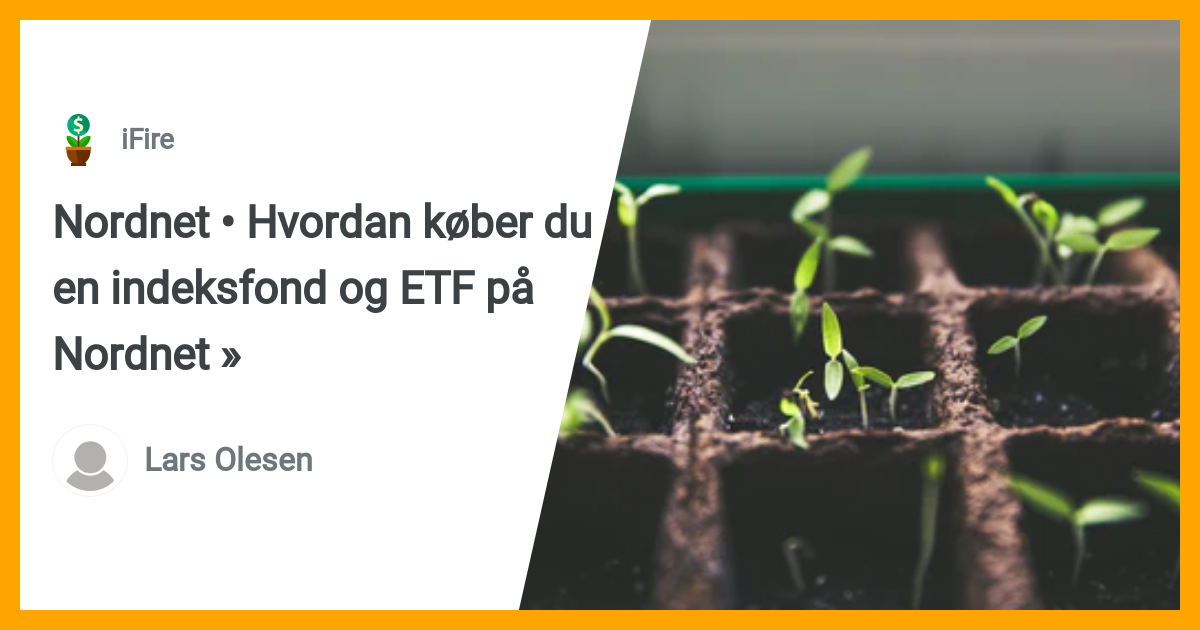 $
iFire
Nordnet • Hvordan køber du
en indeksfond og ETF på
Nordnet »
Lars Olesen